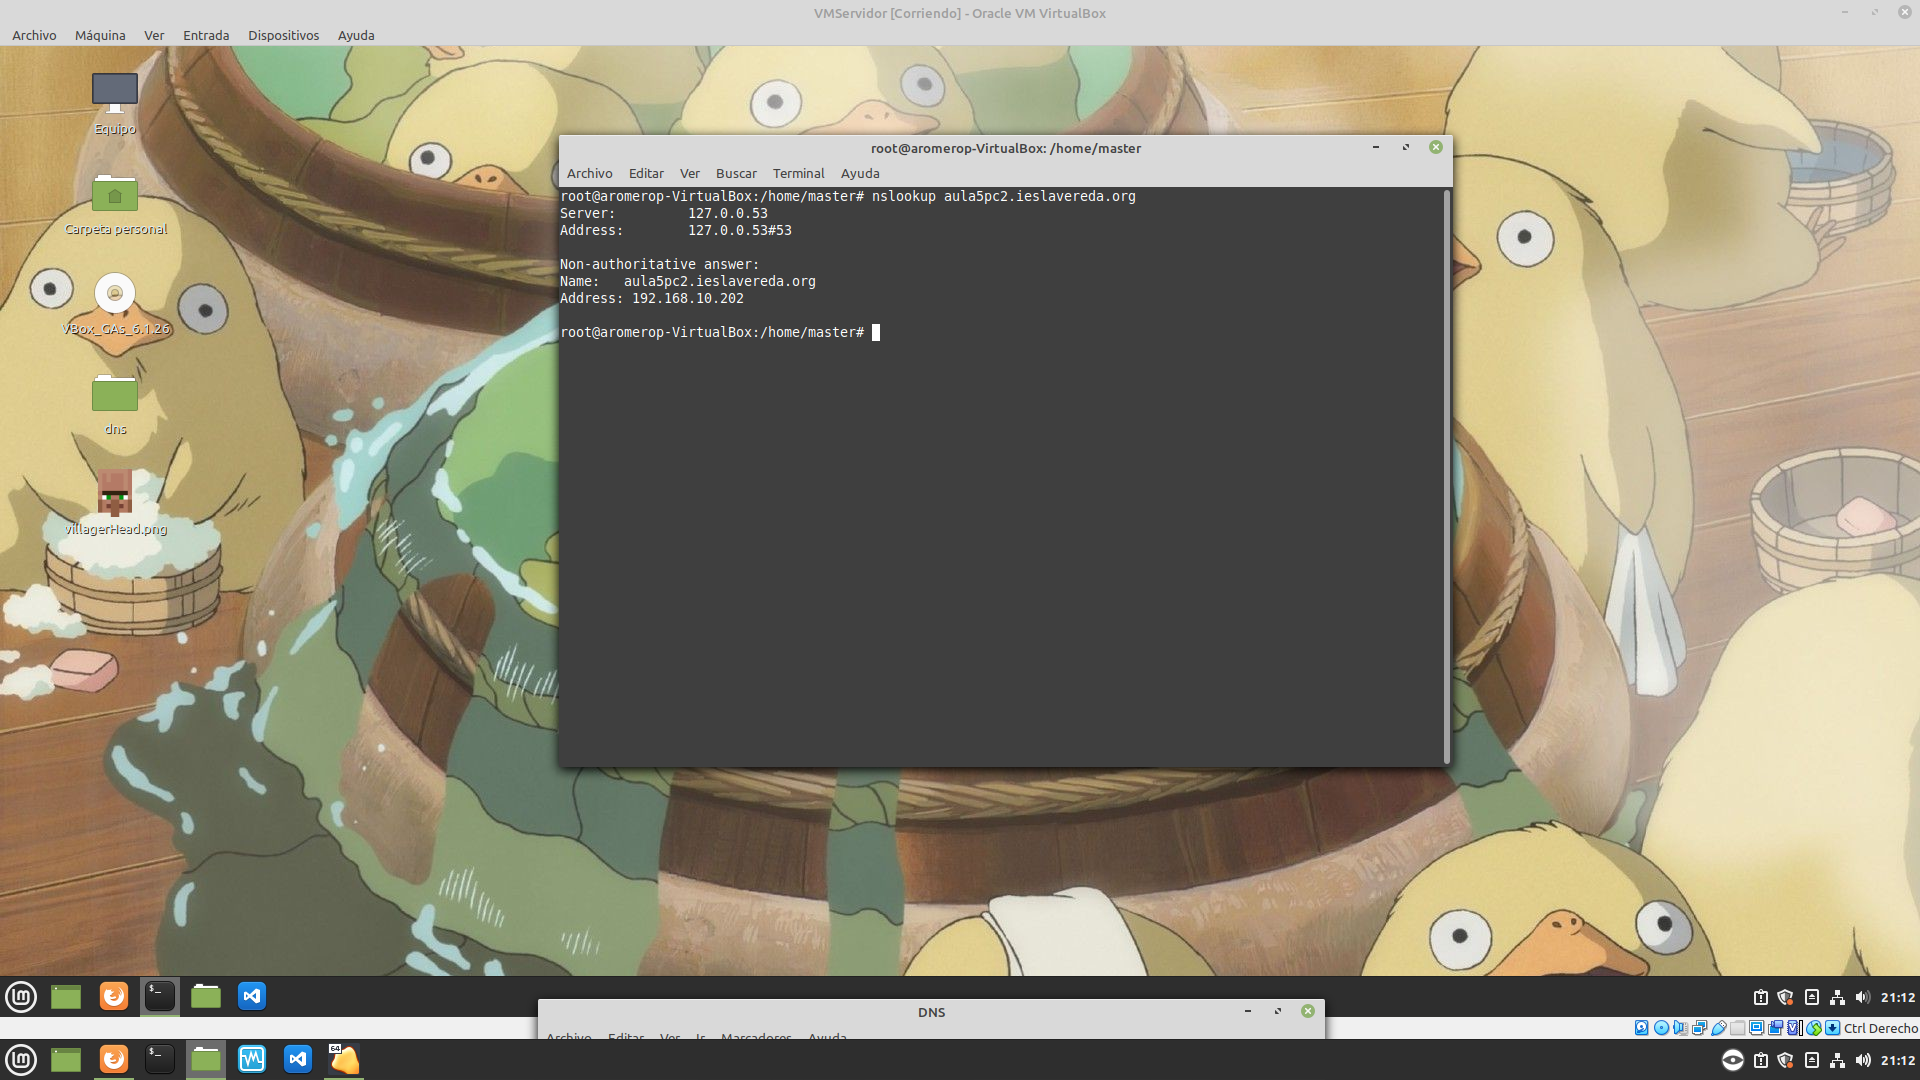 VMServidor [Corriendo] - Oracle VM VirtualBox
Archivo Máquina Ver Entrada Dispositivos Ayuda
Equipo
Carpeta personal
VBox_GAs_6.1.26
dns
villagerHead.png
root@aromerop-VirtualBox: /home/master
Archivo Editar Ver Buscar Terminal Ayuda
root@aromerop-VirtualBox:/home/master# nslookup aula5pc2.ieslavereda.org
Server: 127.0.0.53
Address: 127.0.0.53#53
Non-authoritative answer:
Name: aula5pc2.ieslavereda.org
Address: 192.168.10.202
root@aromerop-VirtualBox:/home/master#
$_
21:12
DNS
Archivo Editar Ver Ir Marcadores Ayuda
Ctrl Derecho
$_
64
21:12